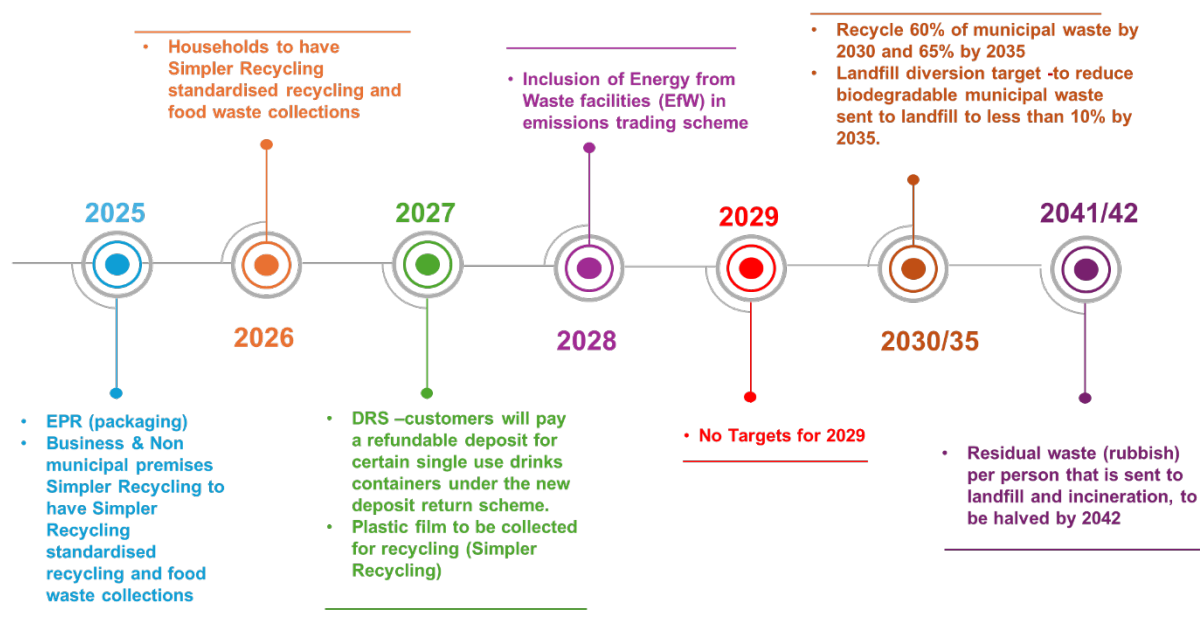 2025
• EPR (packaging)
• Business & Non
municipal premises
Simpler Recycling to
have Simpler
Recycling
standardised
recycling and food
waste collections
• Households to have
Simpler Recycling
standardised recycling and
food waste collections
2026
2027
• DRS –customers will pay
a refundable deposit for
certain single use drinks
containers under the new
deposit return scheme.
• Plastic film to be collected
for recycling (Simpler
Recycling)
• Inclusion of Energy from
Waste facilities (EfW) in
emissions trading scheme
2028
2029
• No Targets for 2029
• Recycle 60% of municipal waste by
2030 and 65% by 2035
• Landfill diversion target -to reduce
biodegradable municipal waste
sent to landfill to less than 10% by
2035.
2030/35
2041/42
• Residual waste (rubbish)
per person that is sent to
landfill and incineration, to
be halved by 2042